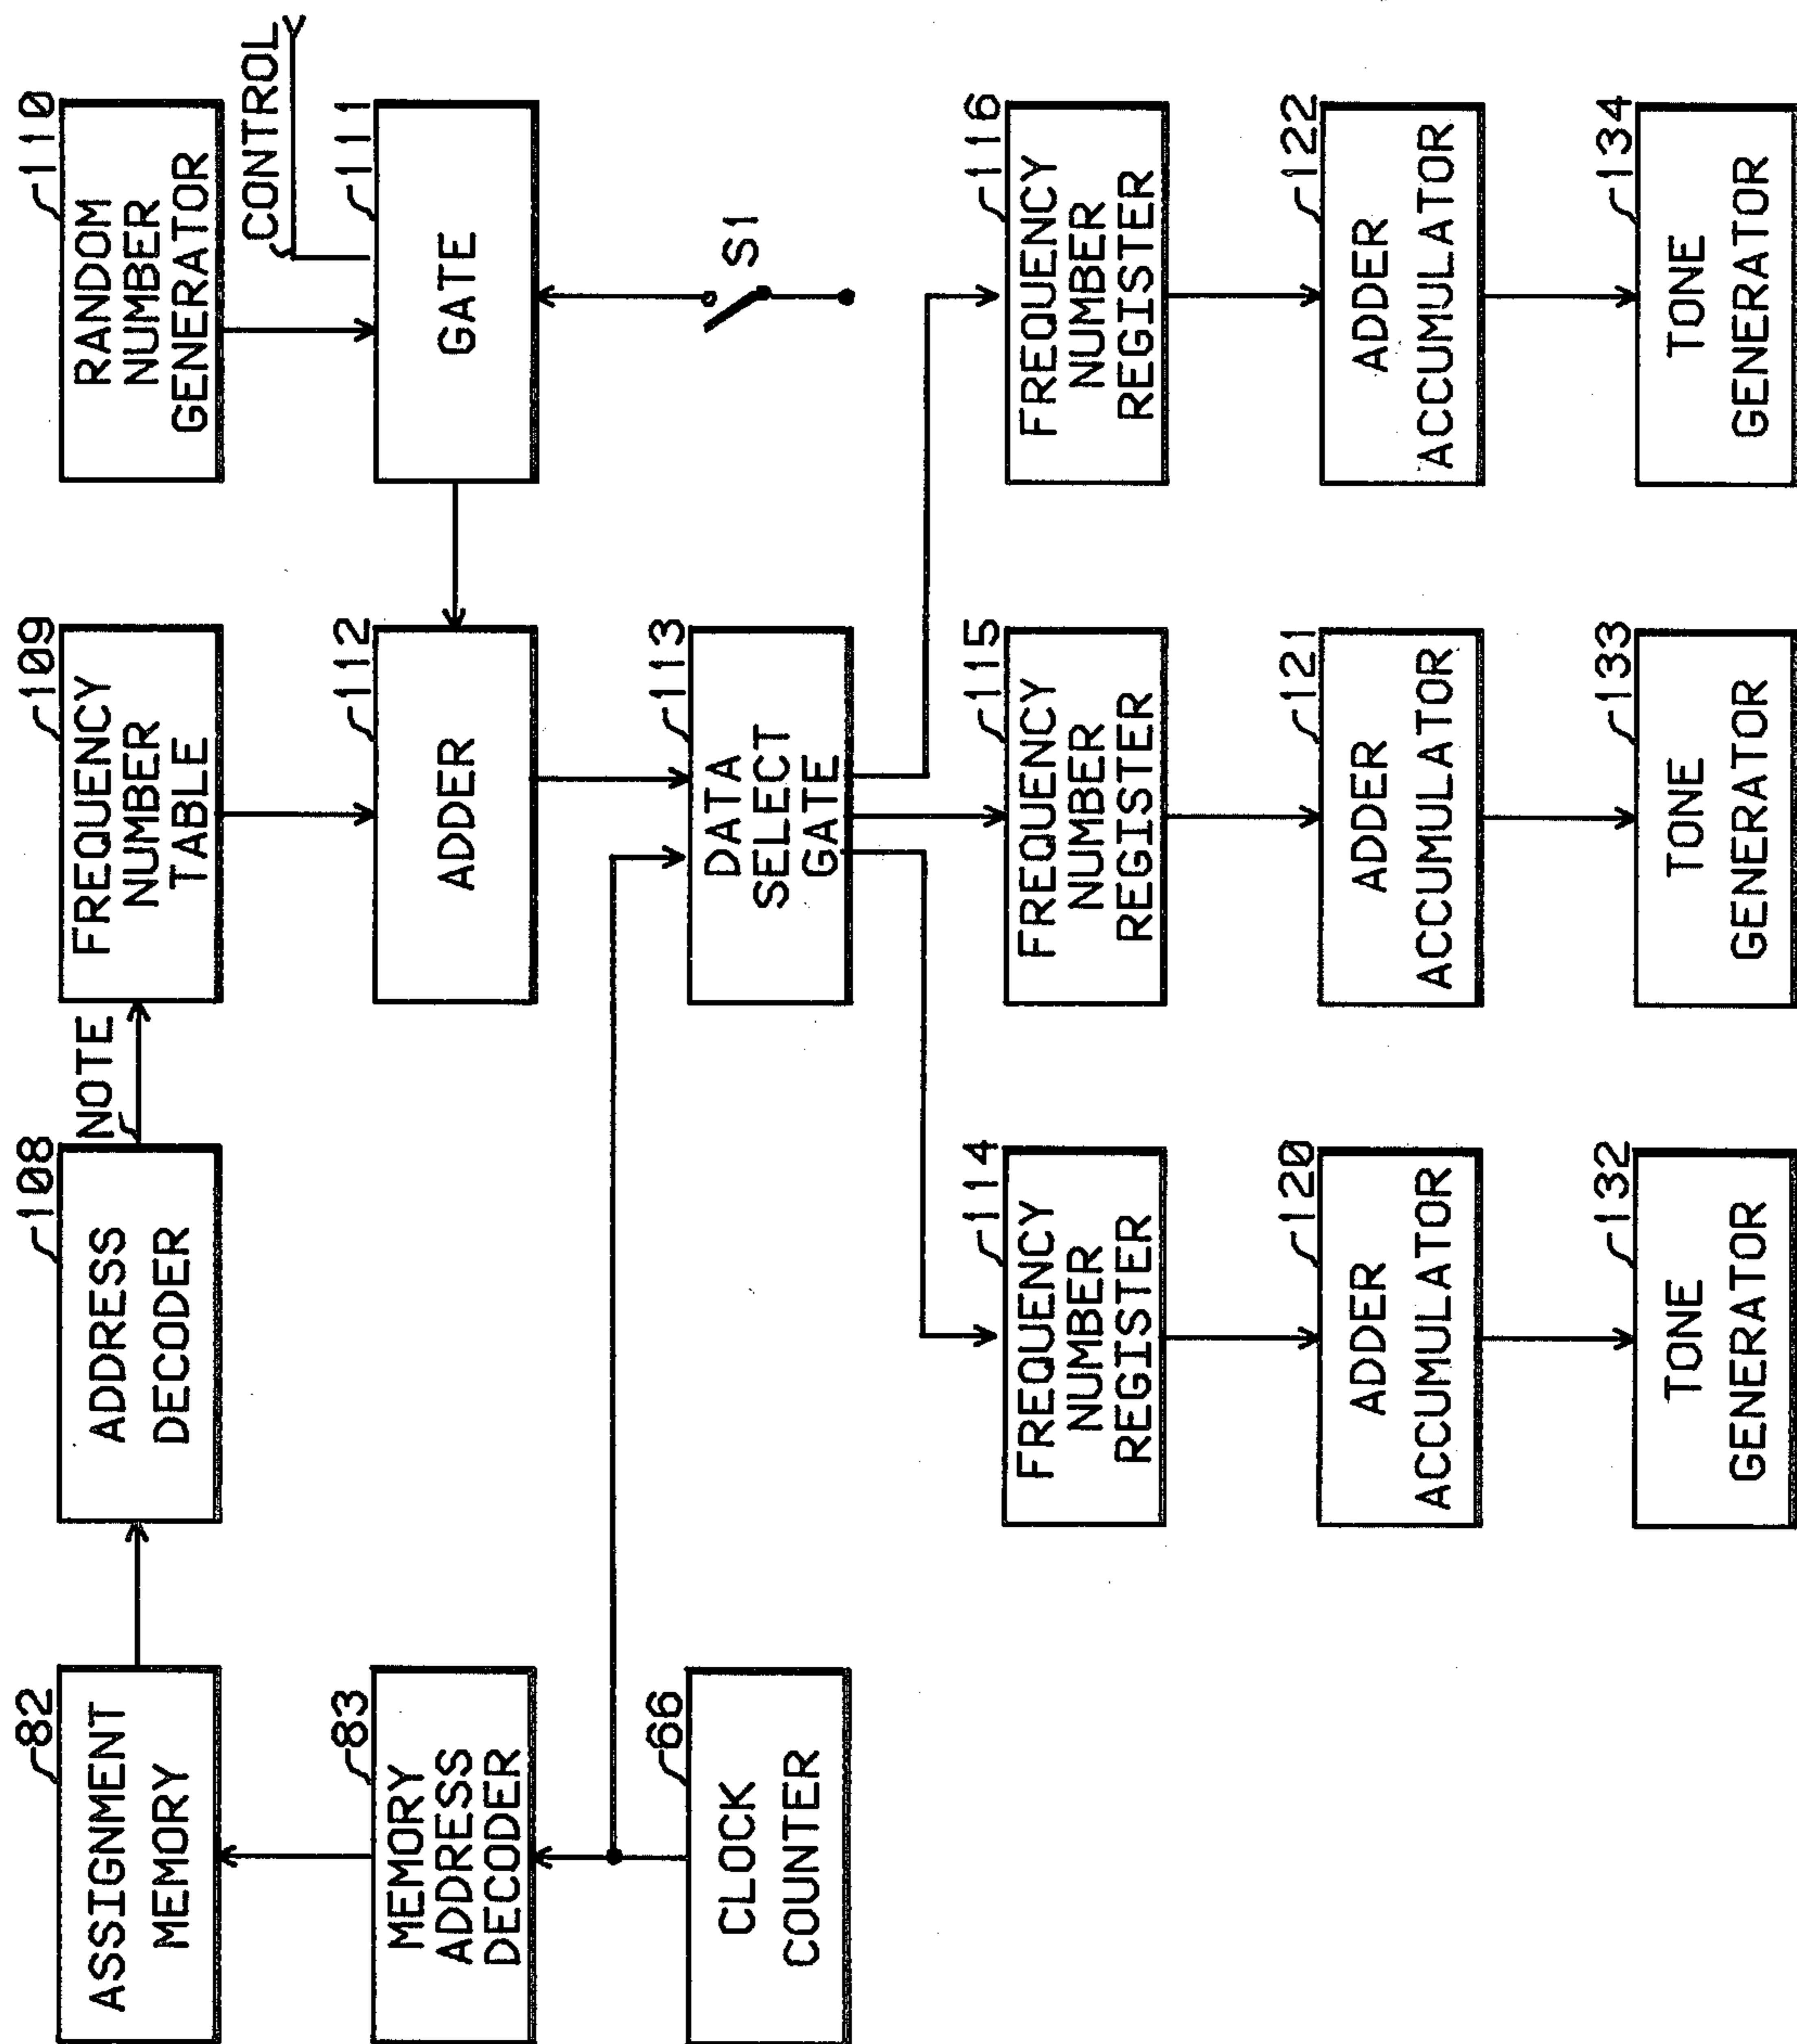 82
ASSIGNMENT
MEMORY
108
ADDRESS
DECODER
NOTE
109
FREQUENCY
NUMBER
TABLE
110
RANDOM
NUMBER
GENERATOR
CONTROL
83
MEMORY
ADDRESS
DECODER
112
ADDER
111
GATE
66
CLOCK
COUNTER
113
DATA
SELECT
GATE
S1
114
FREQUENCY
NUMBER
REGISTER
115
FREQUENCY
NUMBER
REGISTER
116
FREQUENCY
NUMBER
REGISTER
120
ADDER
ACCUMULATOR
121
ADDER
ACCUMULATOR
122
ADDER
ACCUMULATOR
132
TONE
GENERATOR
133
TONE
GENERATOR
134
TONE
GENERATOR